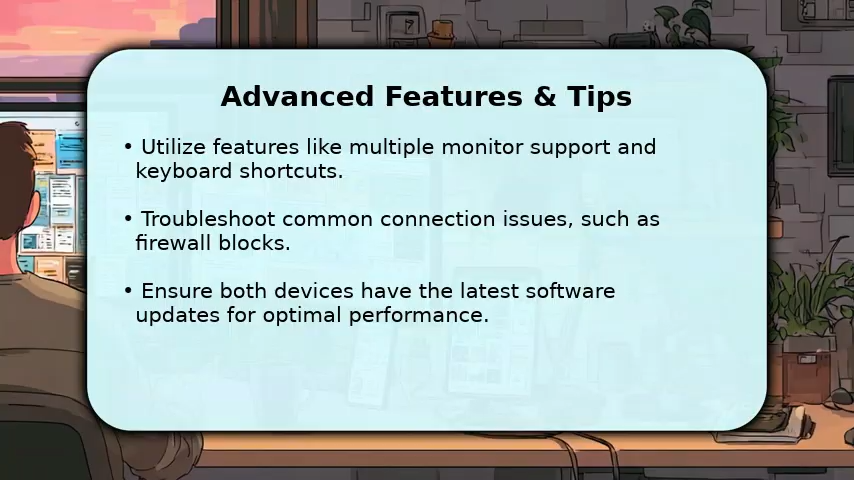 Advanced Features & Tips
• Utilize features like multiple monitor support and
keyboard shortcuts.
• Troubleshoot common connection issues, such as
firewall blocks.
• Ensure both devices have the latest software
updates for optimal performance.